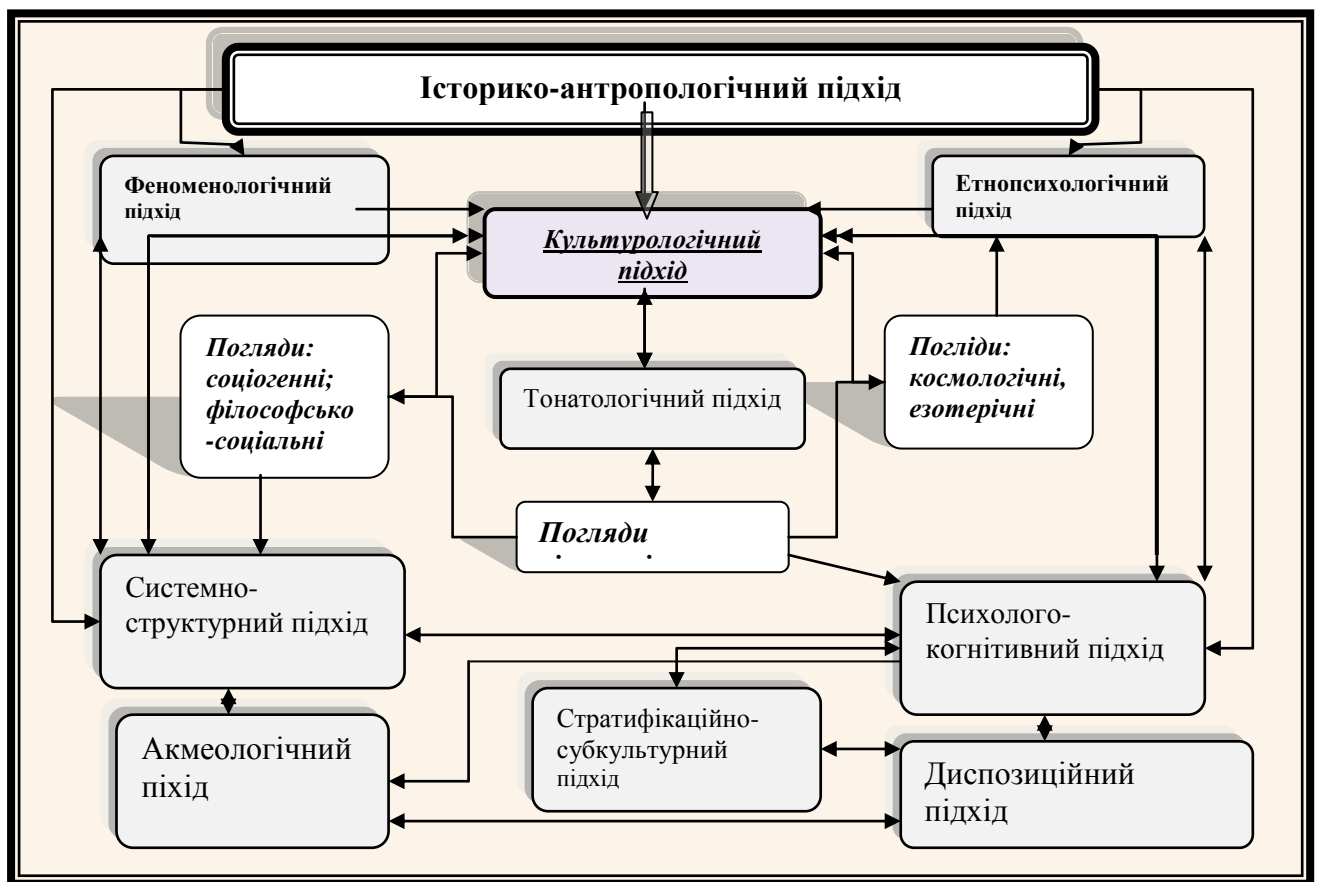 Історико-антропологічний підхід
Феноменологічний
підхід
Етнопсихологічний
підхід
Культурологічний
підхід
Погляди:
соціогенні;
філософсько
-соціальні
Погліди:
космологічні,
езотерічні
Тонатологічний підхід
Погляди
Системно-
структурний підхід
Психолого-
когнітивний підхід
Стратифікаційно-
субкультурний
підхід
Акмеологічний
піхід
Диспозиційний
підхід